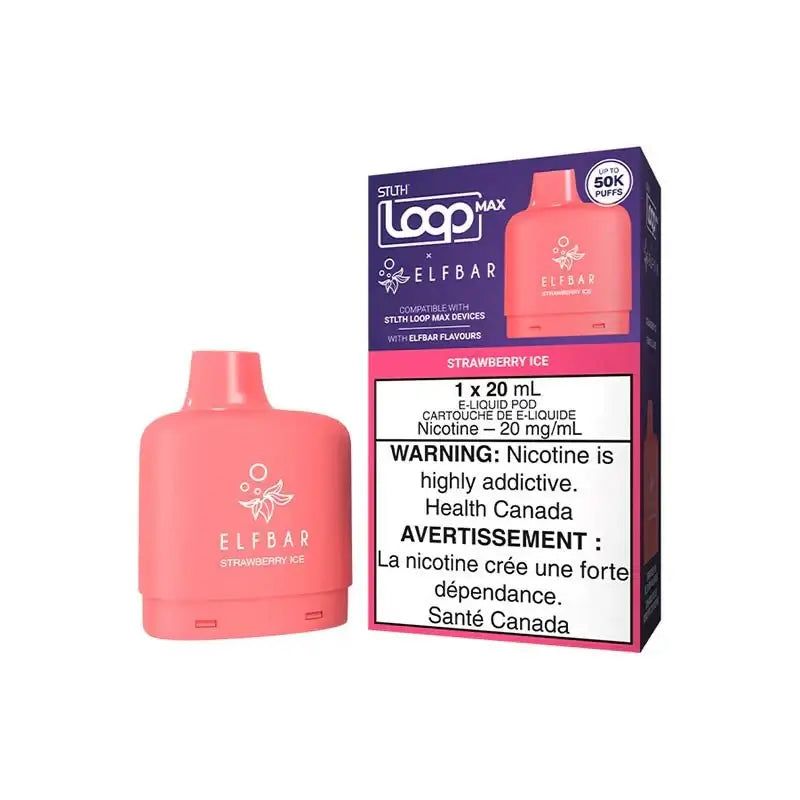 ELFBAR
STRAWBERRY ICE
STLTH
Loop MAX
×
ELFBAR
COMPATIBLE WITH
STLTH LOOP MAX DEVICES
WITH ELFBAR FLAVOURS
UP TO
50K
PUFFS
ELFBAR
STRAWBERRY ICE
STRAWBERRY ICE
1 x 20 mL
E-LIQUID POD
CARTOUCHE DE E-LIQUIDE
Nicotine – 20 mg/mL
WARNING: Nicotine is
highly addictive.
Health Canada
AVERTISSEMENT :
La nicotine crée une forte
dépendance.
Santé Canada